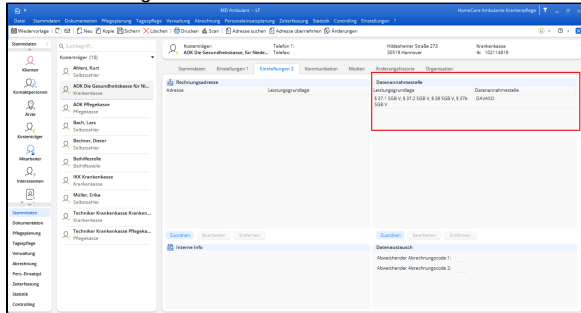 MD Ambulant - LF
HomeCare Ambulante Krankenpflege
Datei Stammdaten Dokumentation Pflegeplanung Tagespflege Verwaltung Abrechnung Personaleinsatzplanung Zeiterfassung Statistik Controlling Einstellungen ?
Wiedervorlage Neu Kopie Sichern Löschen Drucken Scan Adresse suchen Adresse übernehmen Änderungen
Stammdaten
Klienten
Kontaktpersonen
Ärzte
Kostenträger
Mitarbeiter
Interessenten
Stammdaten
Dokumentation
Pflegeplanung
Tagespflege
Verwaltung
Abrechnung
Pers.-Einsatzpl.
Zeiterfassung
Statistik
Controlling
Suchbegriff...
Kostenträger (10)
Ahlers, Kurt
Selbstzahler
AOK Die Gesundheitskasse für Ni...
Krankenkasse
AOK Pflegekasse
Pflegekasse
Bach, Lars
Selbstzahler
Bechter, Dieter
Selbstzahler
Beihilfestelle
Beihilfestelle
IKK Krankenkasse
Krankenkasse
Müller, Erika
Selbstzahler
Techniker Krankenkasse Kranken...
Krankenkasse
Techniker Krankenkasse Pflegeka...
Pflegekasse
Kostenträger: Telefon 1: Hildesheimer Straße 273 Krankenkasse
AOK Die Gesundheitskasse, für Niede... Telefax: 30519 Hannover Ik: 102114819
Stammdaten Einstellungen 1 Einstellungen 2 Kommunikation Medien Änderungshistorie Organisation
Rechnungsadresse
Adresse Leistungsgrundlage
Datenannahmestelle
Leistungsgrundlage Datenannahmestelle
§ 37.1 SGB V, § 37.2 SGB V, § 38 SGB V, § 37b DAVASO
SGB V
Zuordnen Bearbeiten Entfernen
Zuordnen Bearbeiten Entfernen
Interne Info
Datenaustausch
Abweichender Abrechnungscode 1:
Abweichender Abrechnungscode 2: